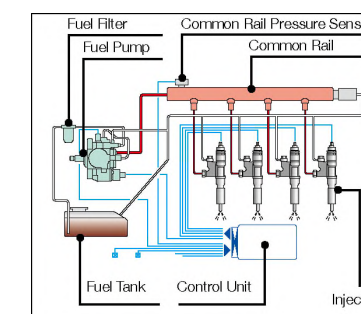 Fuel Filter
Common Rail Pressure Sens
Fuel Pump
Common Rail
Fuel Tank
Control Unit
Injec